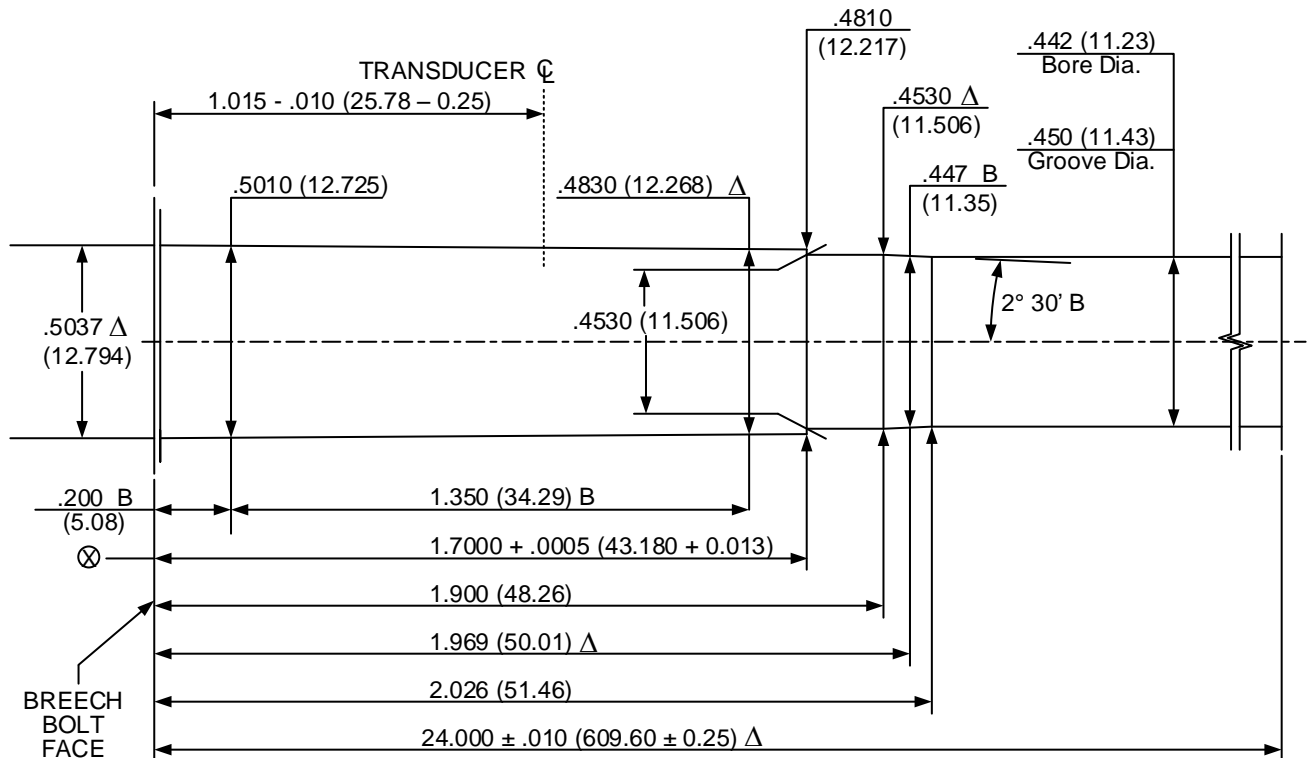 .4810
(12.217)
.442 (11.23)
Bore Dia.
TRANSDUCER ℄
1.015 - .010 (25.78 – 0.25)
.4530 Δ
(11.506)
.450 (11.43)
Groove Dia.
.5010 (12.725)
.4830 (12.268) Δ
.447 B
(11.35)
.5037 Δ
(12.794)
.4530 (11.506)
2° 30’ B
.200 B
(5.08)
1.350 (34.29) B
⊗
1.7000 + .0005 (43.180 + 0.013)
1.900 (48.26)
1.969 (50.01) Δ
2.026 (51.46)
BREECH
BOLT
FACE
24.000 ± .010 (609.60 ± 0.25) Δ